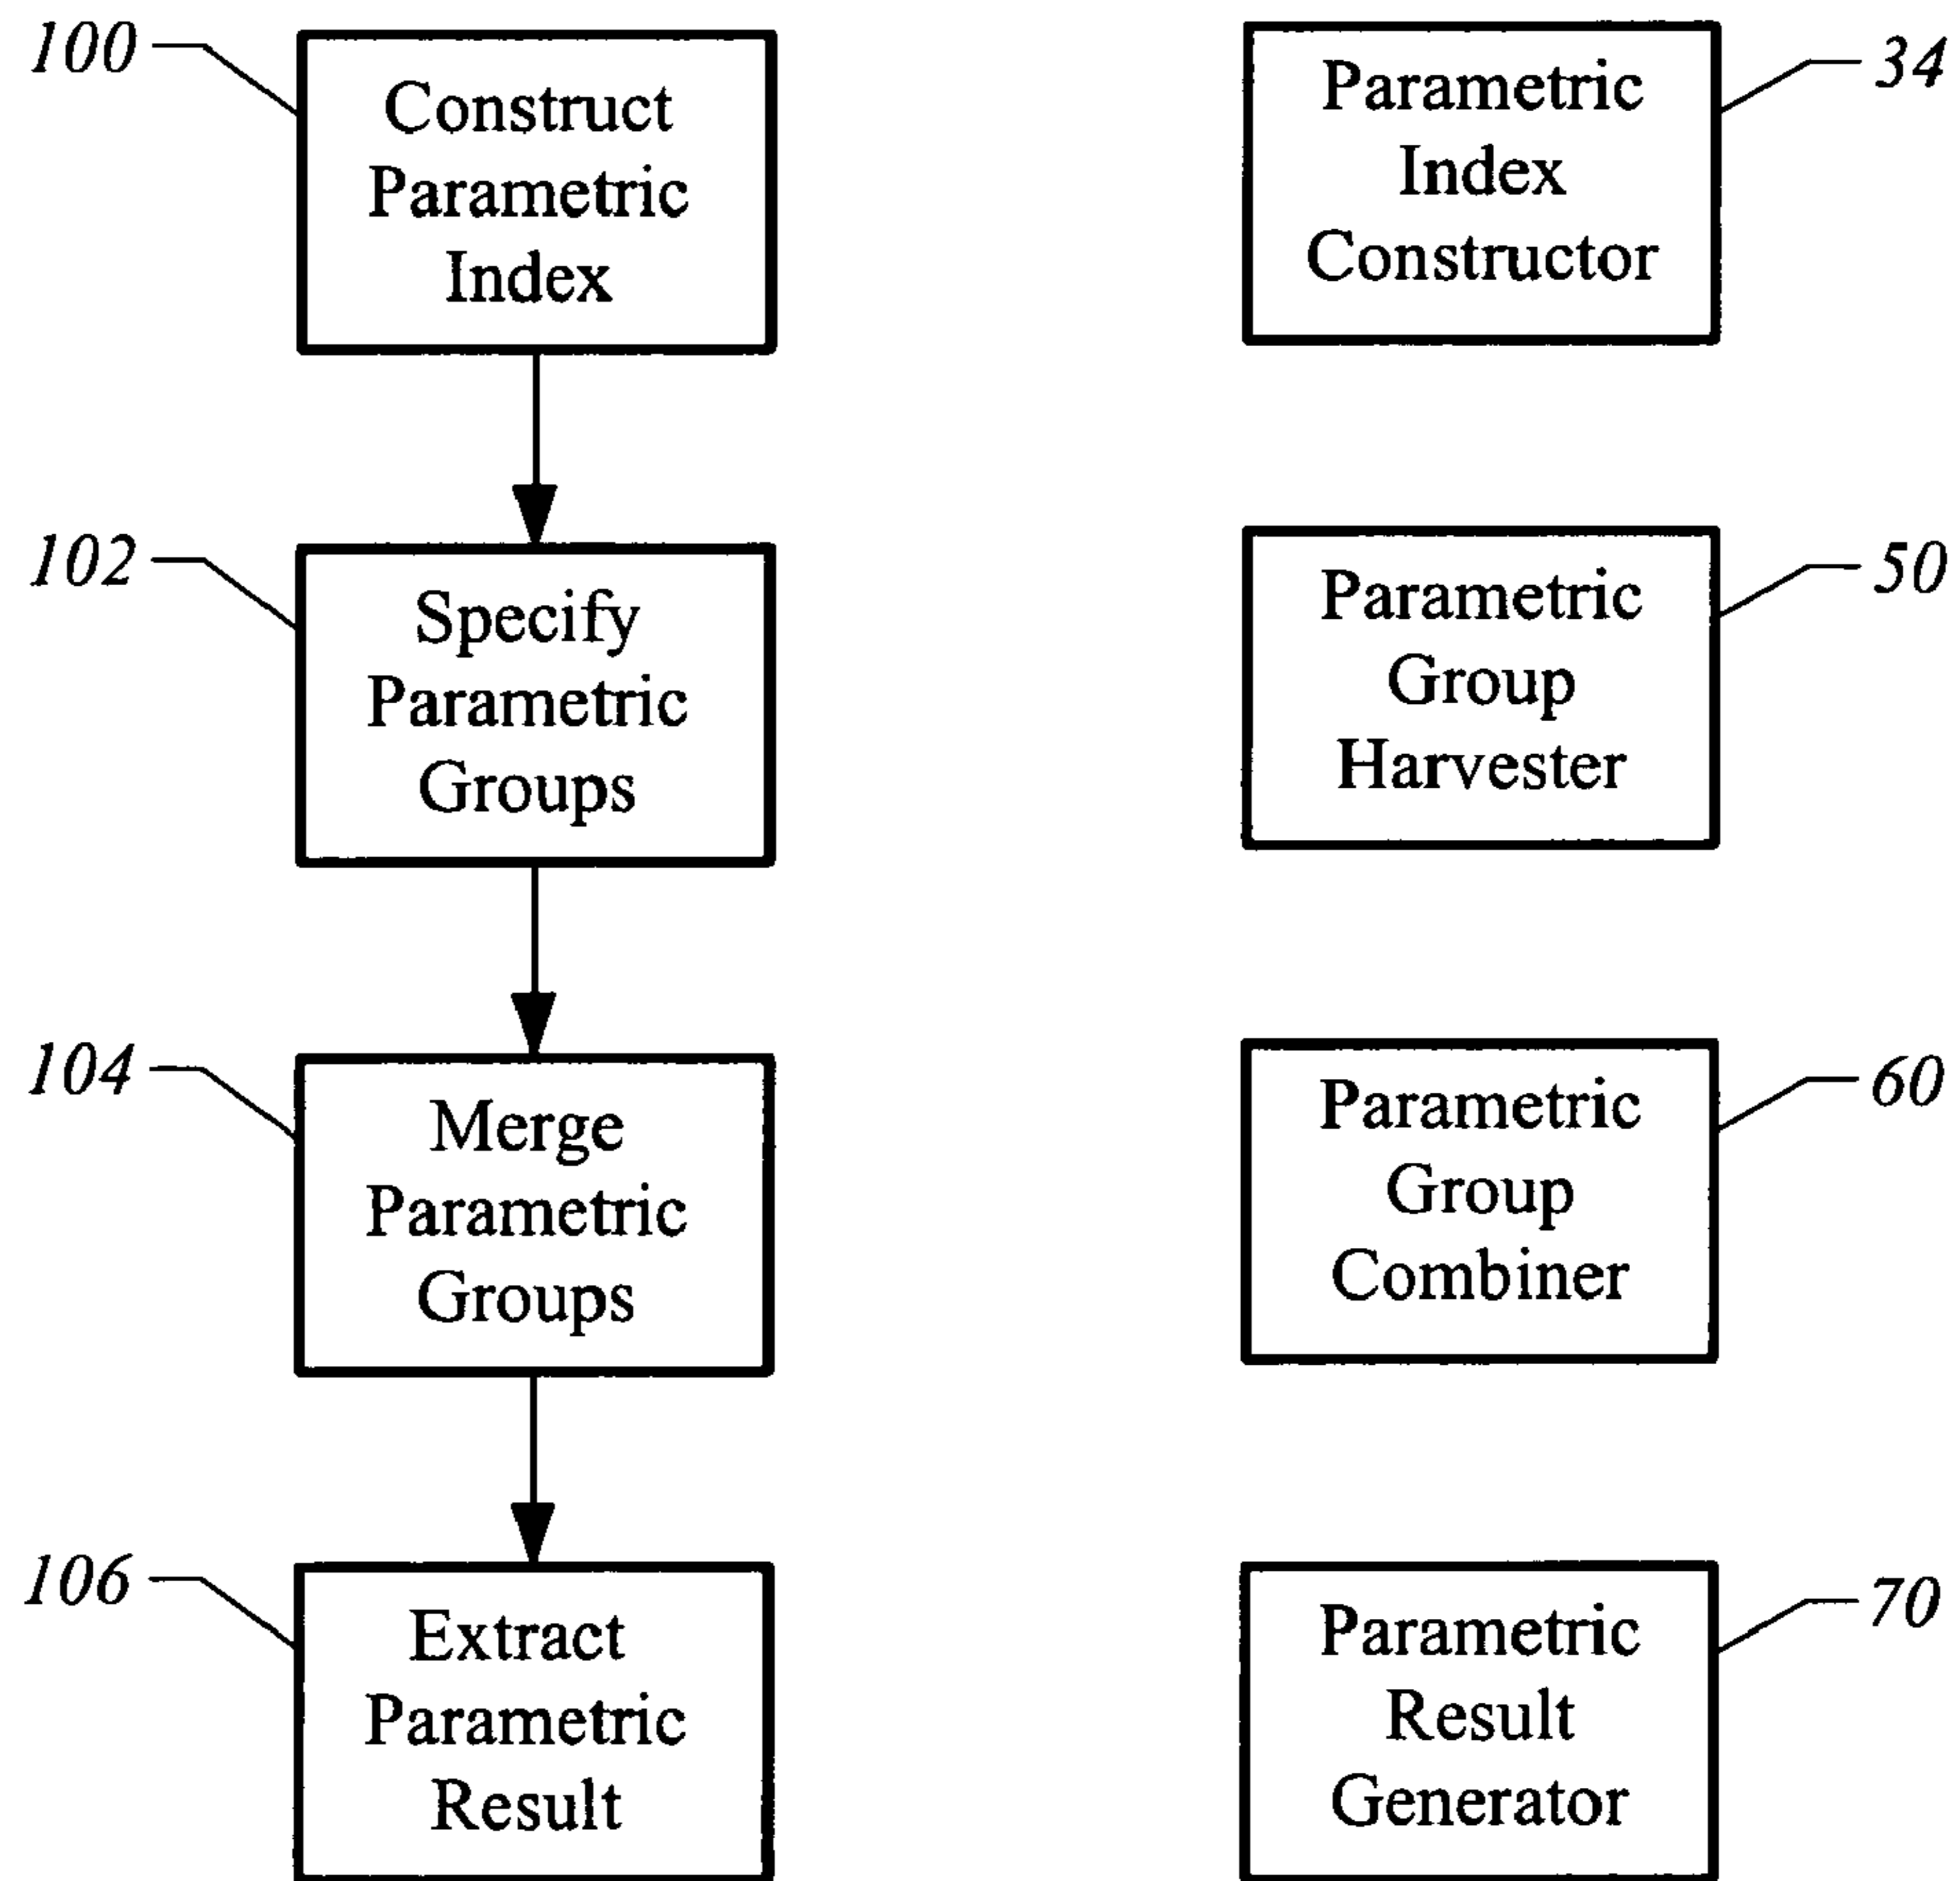 100
Construct
Parametric
Index
34
Parametric
Index
Constructor
102
Specify
Parametric
Groups
50
Parametric
Group
Harvester
104
Merge
Parametric
Groups
60
Parametric
Group
Combiner
106
Extract
Parametric
Result
70
Parametric
Result
Generator